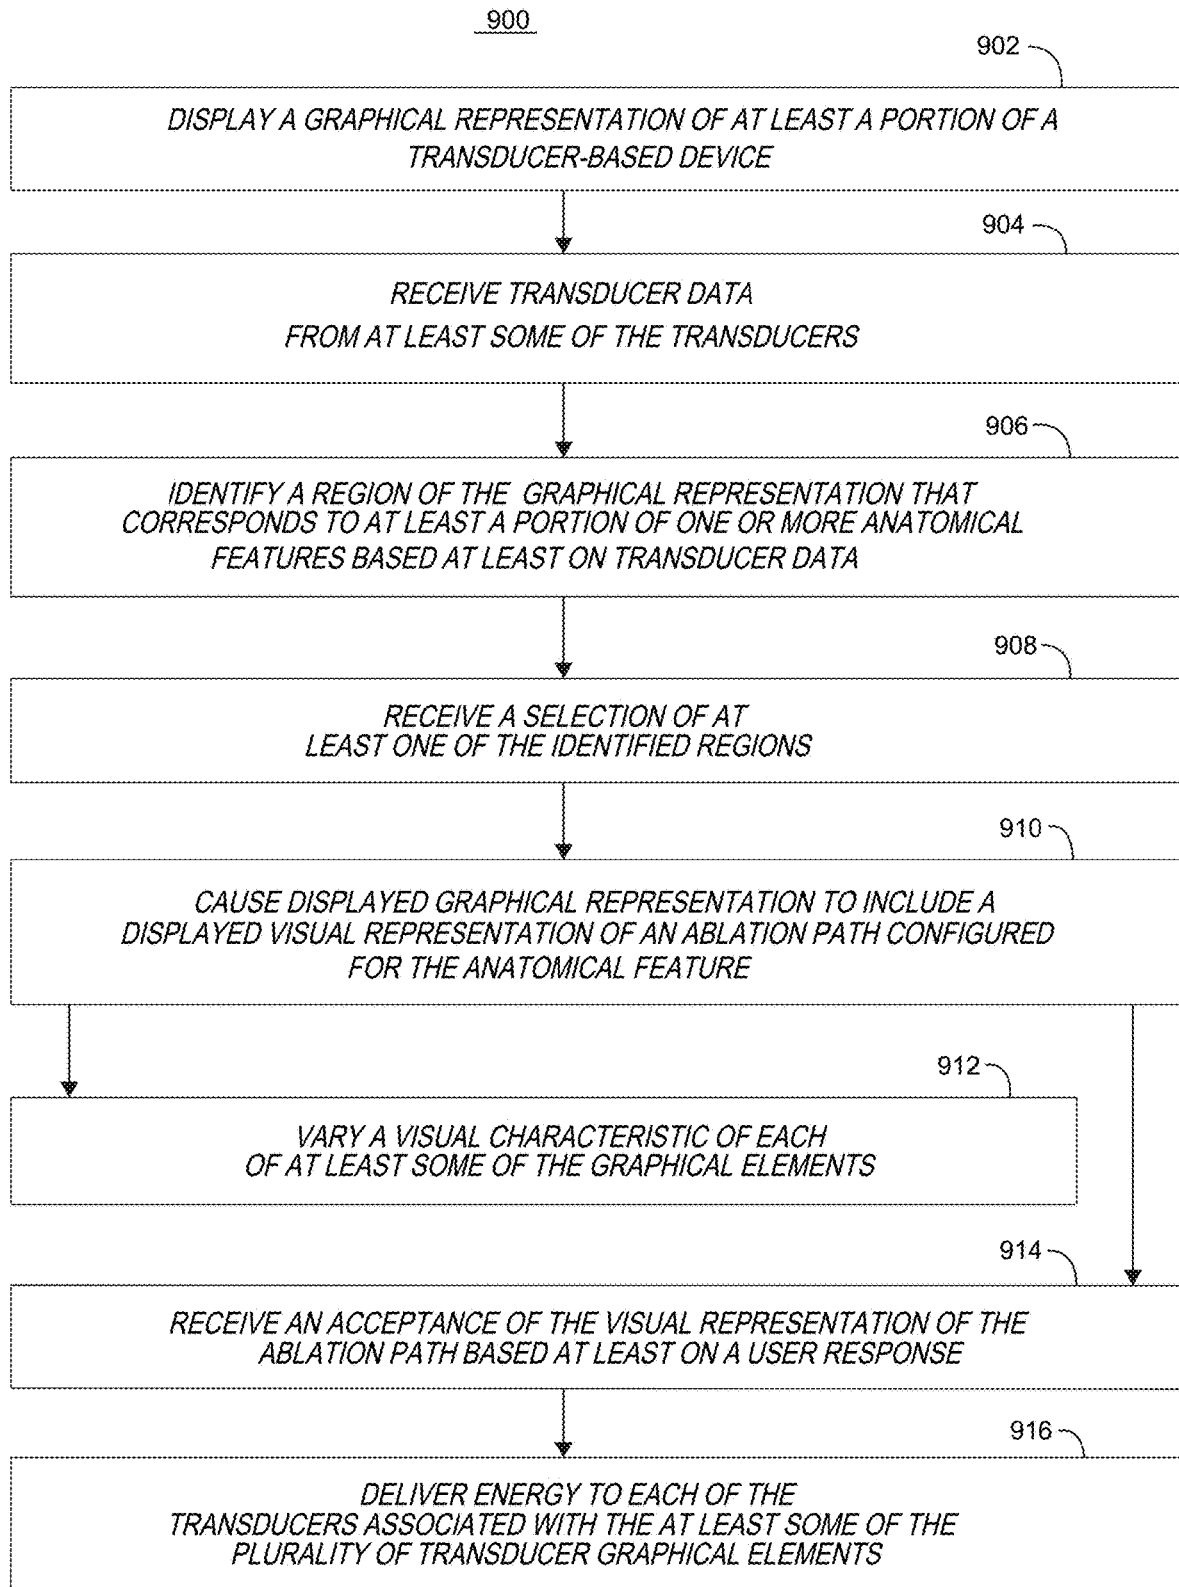 900
902
DISPLAY A GRAPHICAL REPRESENTATION OF AT LEAST A PORTION OF A
TRANSDUCER-BASED DEVICE
904
RECEIVE TRANSDUCER DATA
FROM AT LEAST SOME OF THE TRANSDUCERS
906
IDENTIFY A REGION OF THE GRAPHICAL REPRESENTATION THAT
CORRESPONDS TO AT LEAST A PORTION OF ONE OR MORE ANATOMICAL
FEATURES BASED AT LEAST ON TRANSDUCER DATA
908
RECEIVE A SELECTION OF AT
LEAST ONE OF THE IDENTIFIED REGIONS
910
CAUSE DISPLAYED GRAPHICAL REPRESENTATION TO INCLUDE A
DISPLAYED VISUAL REPRESENTATION OF AN ABLATION PATH CONFIGURED
FOR THE ANATOMICAL FEATURE
912
VARY A VISUAL CHARACTERISTIC OF EACH
OF AT LEAST SOME OF THE GRAPHICAL ELEMENTS
914
RECEIVE AN ACCEPTANCE OF THE VISUAL REPRESENTATION OF THE
ABLATION PATH BASED AT LEAST ON A USER RESPONSE
916
DELIVER ENERGY TO EACH OF THE
TRANSDUCERS ASSOCIATED WITH THE AT LEAST SOME OF THE
PLURALITY OF TRANSDUCER GRAPHICAL ELEMENTS